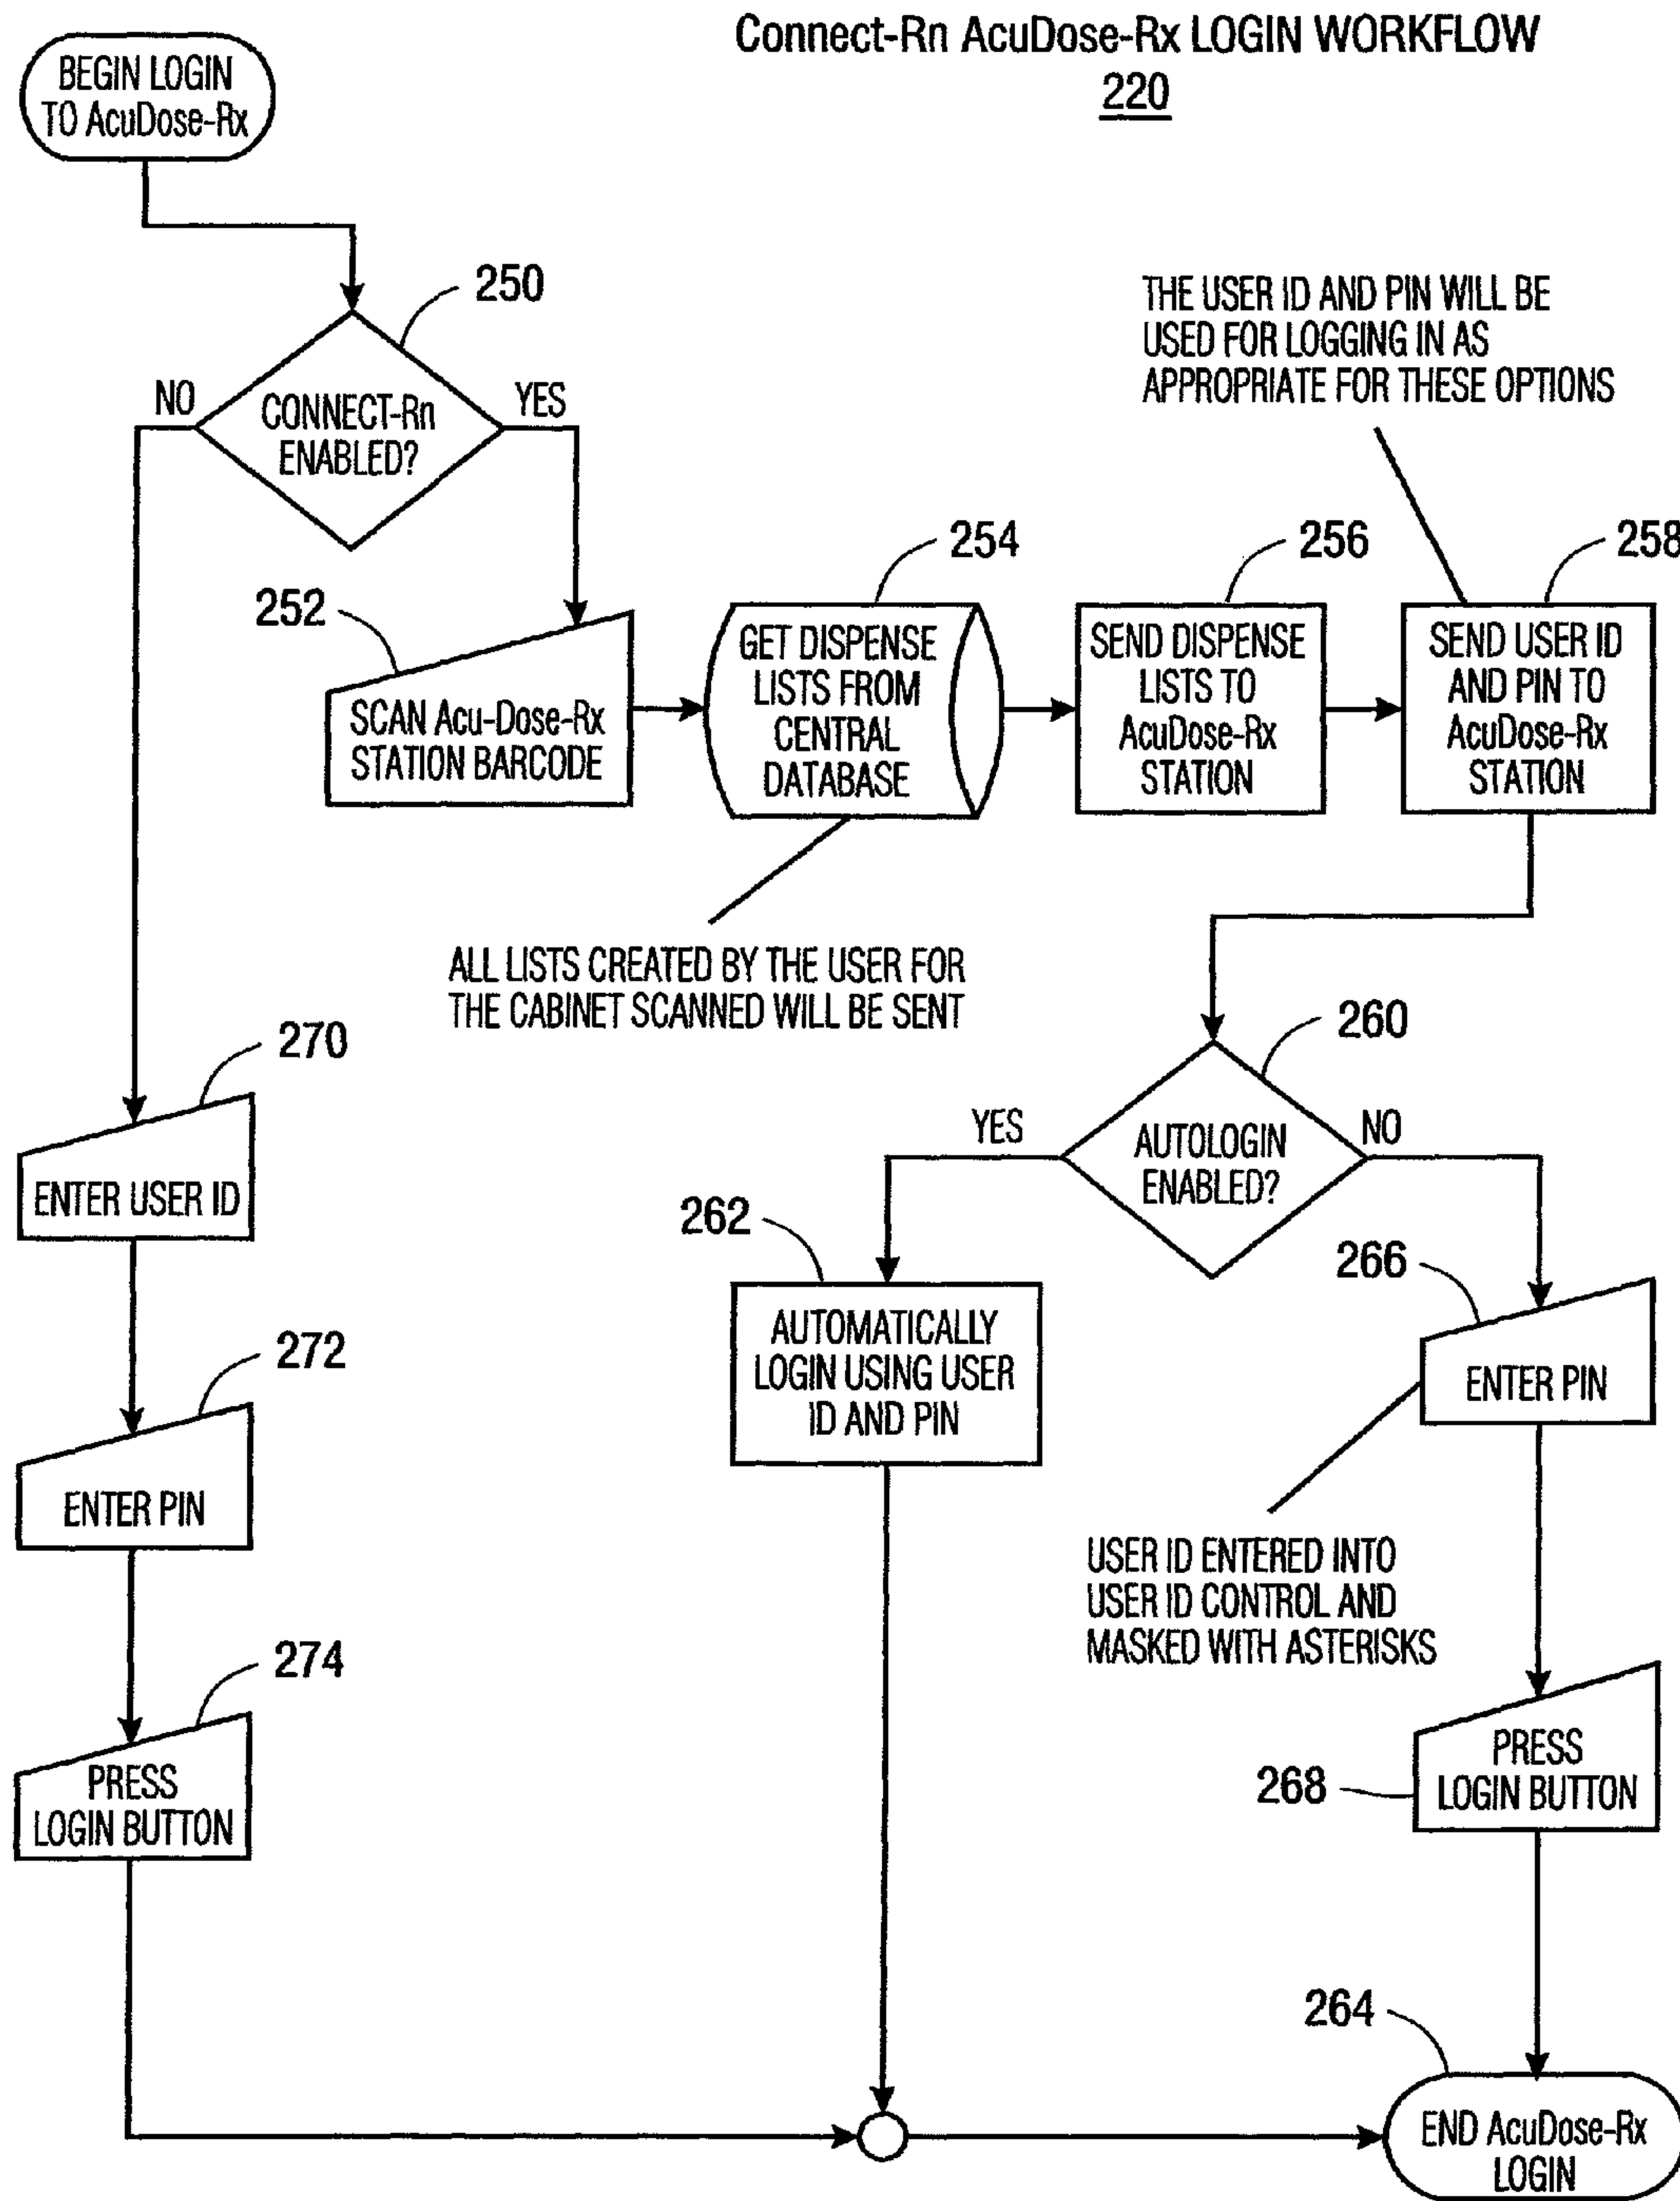 Connect-Rn AcuDose-Rx LOGIN WORKFLOW
220
BEGIN LOGIN
TO AcuDose-Rx
250
NO
CONNECT-Rn
ENABLED?
YES
THE USER ID AND PIN WILL BE
USED FOR LOGGING IN AS
APPROPRIATE FOR THESE OPTIONS
252
SCAN Acu-Dose-Rx
STATION BARCODE
254
GET DISPENSE
LISTS FROM
CENTRAL
DATABASE
256
SEND DISPENSE
LISTS TO
AcuDose-Rx
STATION
258
SEND USER ID
AND PIN TO
AcuDose-Rx
STATION
ALL LISTS CREATED BY THE USER FOR
THE CABINET SCANNED WILL BE SENT
260
YES
AUTOLOGIN
ENABLED?
NO
270
ENTER USER ID
262
AUTOMATICALLY
LOGIN USING USER
ID AND PIN
266
ENTER PIN
272
ENTER PIN
USER ID ENTERED INTO
USER ID CONTROL AND
MASKED WITH ASTERISKS
274
PRESS
LOGIN BUTTON
268
PRESS
LOGIN BUTTON
264
END AcuDose-Rx
LOGIN